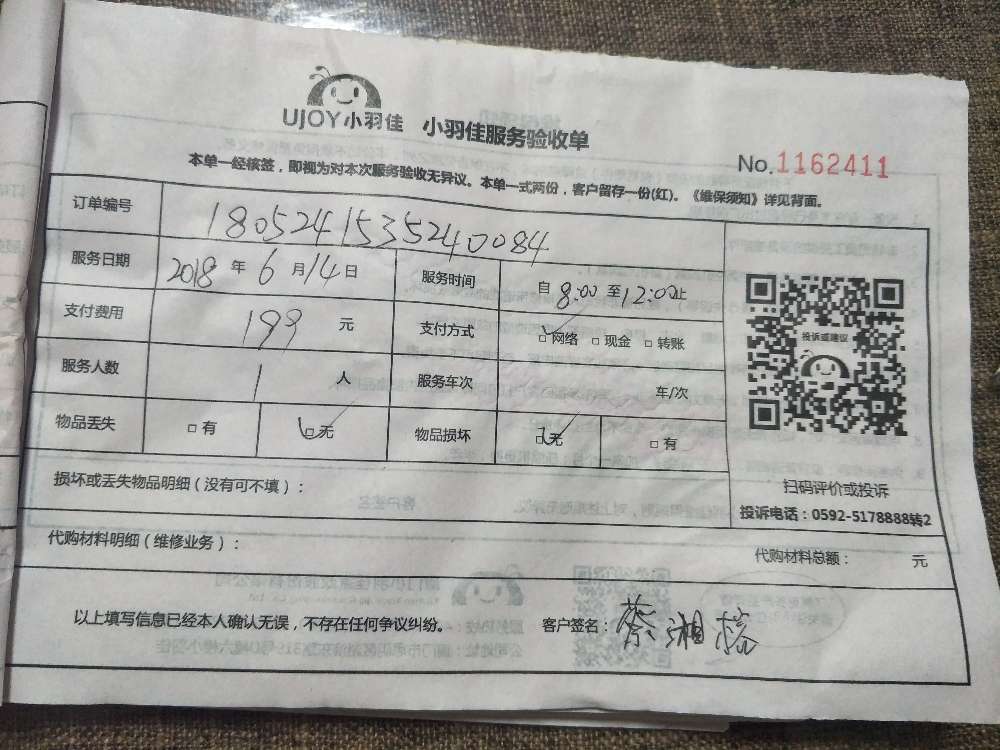 UJOY小羽佳 小羽佳服务验收单
No.1162411
本单一经核签，即视为对本次服务验收无异议。本单一式两份，客户留存一份(红)。《维保须知》详见背面。
订单编号 1805241535240084
服务日期 2018 年 6 月 14 日 服务时间 自 8:00 至 12:00 止
支付费用 199 元 支付方式 □网络 □现金 □转账
服务人数 1 人 服务车次 车/次
物品丢失 □有 □无 物品损坏 □无 □有
投诉或建议
扫码评价或投诉
投诉电话：0592-5178888转2
损坏或丢失物品明细（没有可不填）：
代购材料明细（维修业务）： 代购材料总额： 元
以上填写信息已经本人确认无误，不存在任何争议纠纷。 客户签名：蔡湘